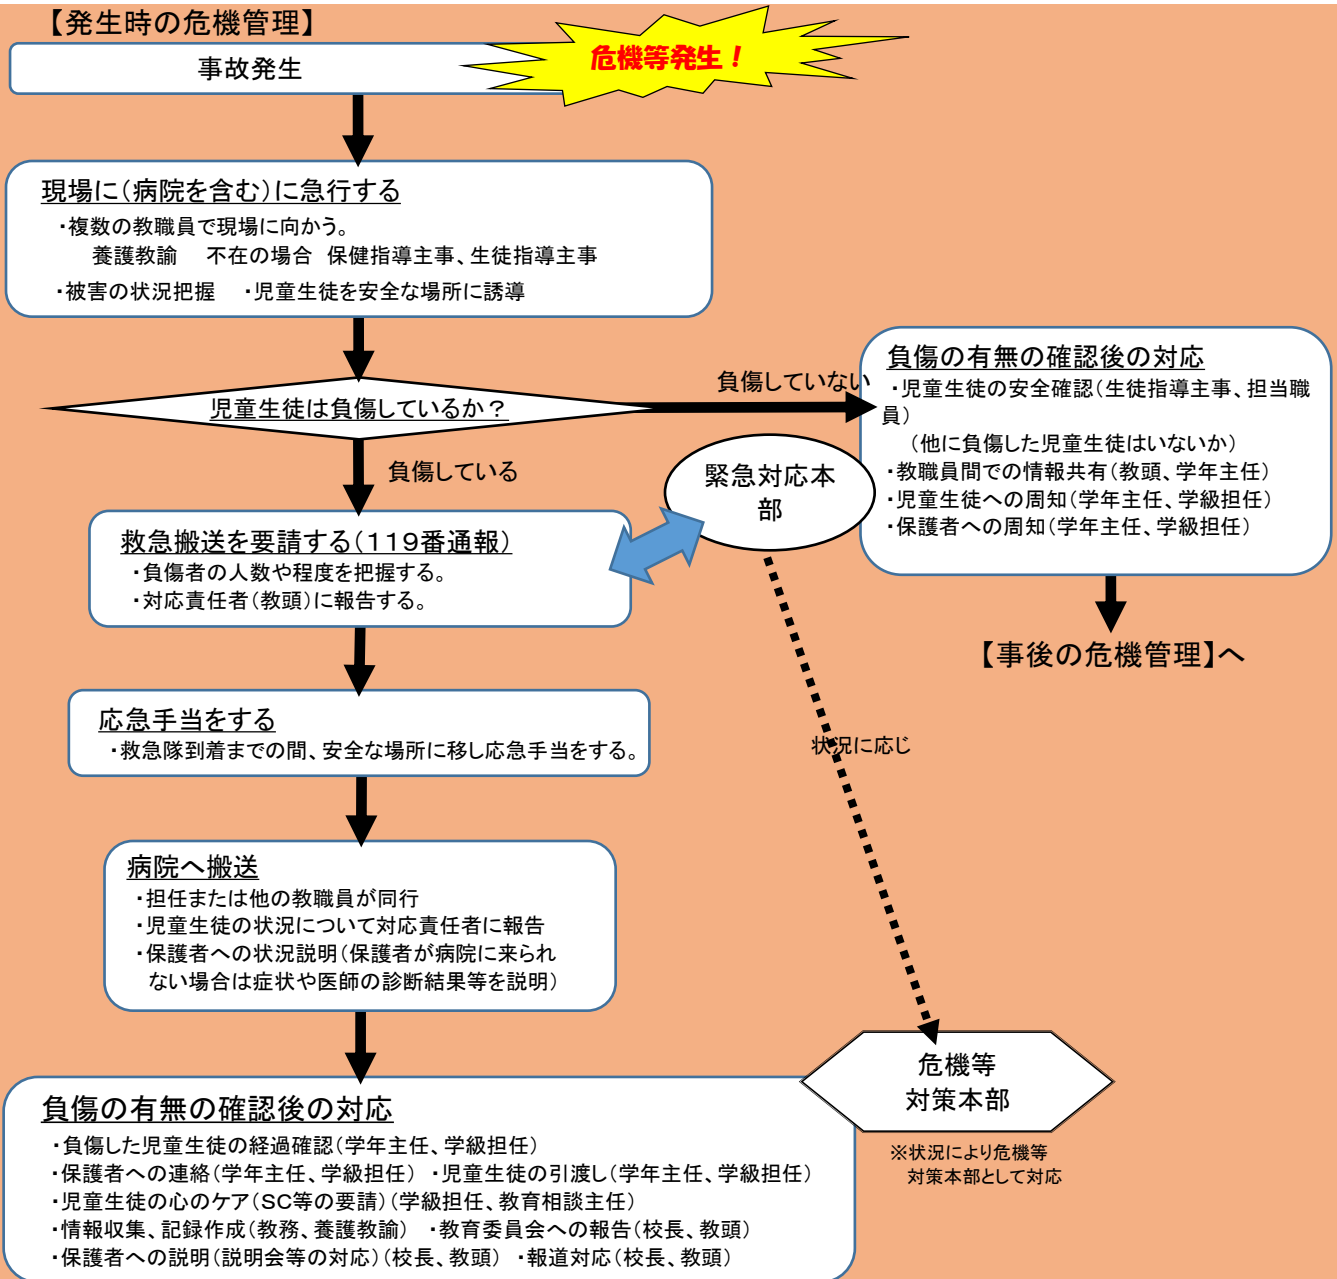 【発生時の危機管理】
危機等発生！
事故発生
現場に（病院を含む）に急行する
・複数の教職員で現場に向かう。
養護教諭　不在の場合　保健指導主事、生徒指導主事
・被害の状況把握　・児童生徒を安全な場所に誘導
児童生徒は負傷しているか？
負傷していない
負傷の有無の確認後の対応
・児童生徒の安全確認（生徒指導主事、担当職
員）
（他に負傷した児童生徒はいないか）
・教職員間での情報共有（教頭、学年主任）
・児童生徒への周知（学年主任、学級担任）
・保護者への周知（学年主任、学級担任）
【事後の危機管理】へ
負傷している
緊急対応本
部
救急搬送を要請する（119番通報）
・負傷者の人数や程度を把握する。
・対応責任者（教頭）に報告する。
応急手当をする
・救急隊到着までの間、安全な場所に移し応急手当をする。
状況に応じ
病院へ搬送
・担任または他の教職員が同行
・児童生徒の状況について対応責任者に報告
・保護者への状況説明（保護者が病院に来られ
ない場合は症状や医師の診断結果等を説明）
危機等
対策本部
※状況により危機等
対策本部として対応
負傷の有無の確認後の対応
・負傷した児童生徒の経過確認（学年主任、学級担任）
・保護者への連絡（学年主任、学級担任）　・児童生徒の引渡し（学年主任、学級担任）
・児童生徒の心のケア（SC等の要請）（学級担任、教育相談主任）
・情報収集、記録作成（教務、養護教諭）　・教育委員会への報告（校長、教頭）
・保護者への説明（説明会等の対応）（校長、教頭）　・報道対応（校長、教頭）